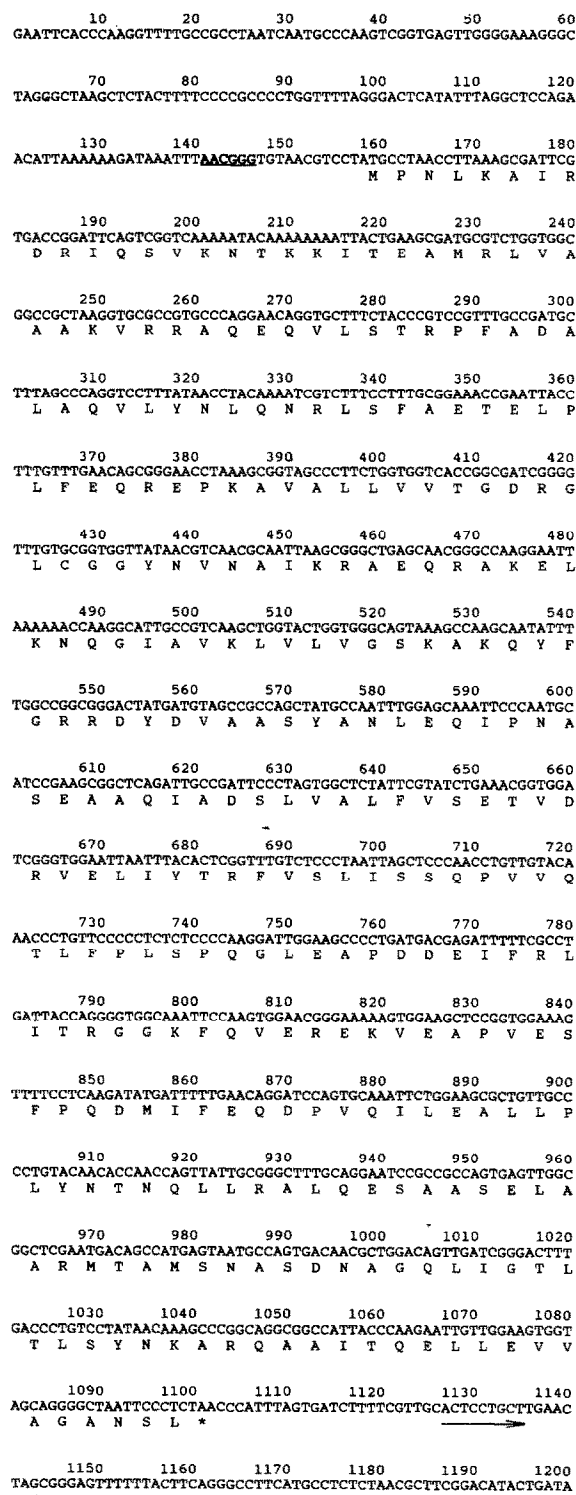 10 20 30 40 50 60
GAATTCACCCAAGGTTTTGCCGCCTAATCAATGCCCAAGTCGGTGAGTTGGGGAAAGGGC
70 80 90 100 110 120
TAGGGCTAAGCTCTACTTTTCCCCGCCCCTGGTTTTAGGGACTCATATTTAGGCTCCAGA
130 140 150 160 170 180
ACATTAAAAAAGATAAATTTAACGGGTGTAACGTCCTATGCCTAACCTTAAAGCGATTCG
M P N L K A I R
190 200 210 220 230 240
TGACCGGATTCAGTCGGTCAAAAATACAAAAAAAATTACTGAAGCGATGCGTCTGGTGGC
D R I Q S V K N T K K I T E A M R L V A
250 260 270 280 290 300
GGCCGCTAAGGTGCGCCGTGCCCAGGAACAGGTGCTTTCTACCCGTCCGTTTGCCGATGC
A A K V R R A Q E Q V L S T R P F A D A
310 320 330 340 350 360
TTTAGCCCAGGTCCTTTATAACCTACAAAATCGTCTTTCCTTTGCGGAAACCGAATTACC
L A Q V L Y N L Q N R L S F A E T E L P
370 380 390 400 410 420
TTTGTTTGAACAGCGGGAACCTAAAGCGGTAGCCCTTCTGGTGGTCACCGGCGATCGGGG
L F E Q R E P K A V A L L V V T G D R G
430 440 450 460 470 480
TTTGTGCGGTGGTTATAACGTCAACGCAATTAAGCGGGCTGAGCAACGGGCCAAGGAATT
L C G G Y N V N A I K R A E Q R A K E L
490 500 510 520 530 540
AAAAAACCAAGGCATTGCCGTCAAGCTGGTACTGGTGGGCAGTAAAGCCAAGCAATATTT
K N Q G I A V K L V L V G S K A K Q Y F
550 560 570 580 590 600
TGGCCGGCGGGACTATGATGTAGCCGCCAGCTATGCCAATTTGGAGCAAATTCCCAATGC
G R R D Y D V A A S Y A N L E Q I P N A
610 620 630 640 650 660
ATCCGAAGCGGCTCAGATTGCCGATTCCCTAGTGGCTCTATTCGTATCTGAAACGGTGGA
S E A A Q I A D S L V A L F V S E T V D
670 680 690 700 710 720
TCGGGTGGAATTAATTTACACTCGGTTTGTCTCCCTAATTAGCTCCCAACCTGTTGTACA
R V E L I Y T R F V S L I S S Q P V V Q
730 740 750 760 770 780
AACCCTGTTCCCCCTCTCTCCCCAAGGATTGGAAGCCCCTGATGACGAGATTTTTCGCCT
T L F P L S P Q G L E A P D D E I F R L
790 800 810 820 830 840
GATTACCAGGGGTGGCAAATTCCAAGTGGAACGGGAAAAAGTGGAAGCTCCGGTGGAAAG
I T R G G K F Q V E R E K V E A P V E S
850 860 870 880 890 900
TTTTCCTCAAGATATGATTTTTGAACAGGATCCAGTGCAAATTCTGGAAGCGCTGTTGCC
F P Q D M I F E Q D P V Q I L E A L L P
910 920 930 940 950 960
CCTGTACAACACCAACCAGTTATTGCGGGCTTTGCAGGAATCCGCCGCCAGTGAGTTGGC
L Y N T N Q L L R A L Q E S A A S E L A
970 980 990 1000 1010 1020
GGCTCGAATGACAGCCATGAGTAATGCCAGTGACAACGCTGGACAGTTGATCGGGACTTT
A R M T A M S N A S D N A G Q L I G T L
1030 1040 1050 1060 1070 1080
GACCCTGTCCTATAACAAAGCCCGGCAGGCGGCCATTACCCAAGAATTGTTGGAAGTGGT
T L S Y N K A R Q A A I T Q E L L E V V
1090 1100 1110 1120 1130 1140
AGCAGGGGCTAATTCCCTCTAACCCATTTAGTGATCTTTTCGTTGCACTCCTGCTTGAAC
A G A N S L *
1150 1160 1170 1180 1190 1200
TAGCGGGAGTTTTTTACTTCAGGGCCTTCATGCCTCTCTAACGCTTCGGACATACTGATA